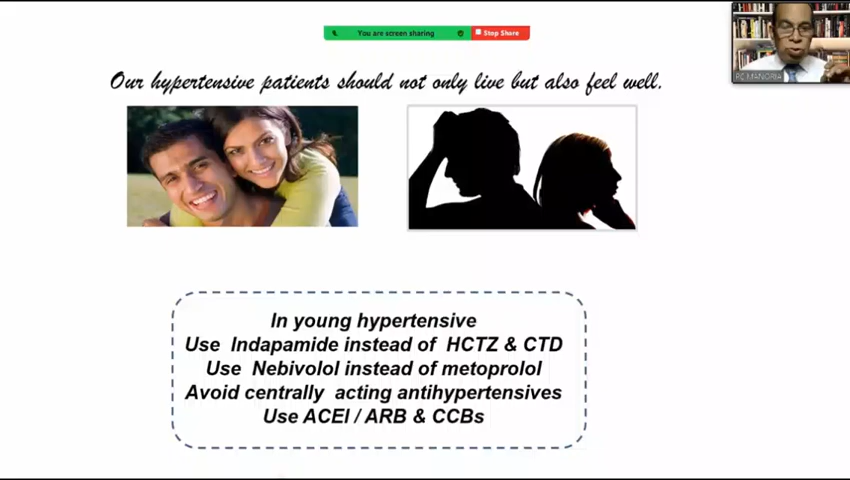 You are screen sharing
Stop Share
PC MANORIA
Our hypertensive patients should not only live but also feel well.
In young hypertensive
Use Indapamide instead of HCTZ & CTD
Use Nebivolol instead of metoprolol
Avoid centrally acting antihypertensives
Use ACEI / ARB & CCBs